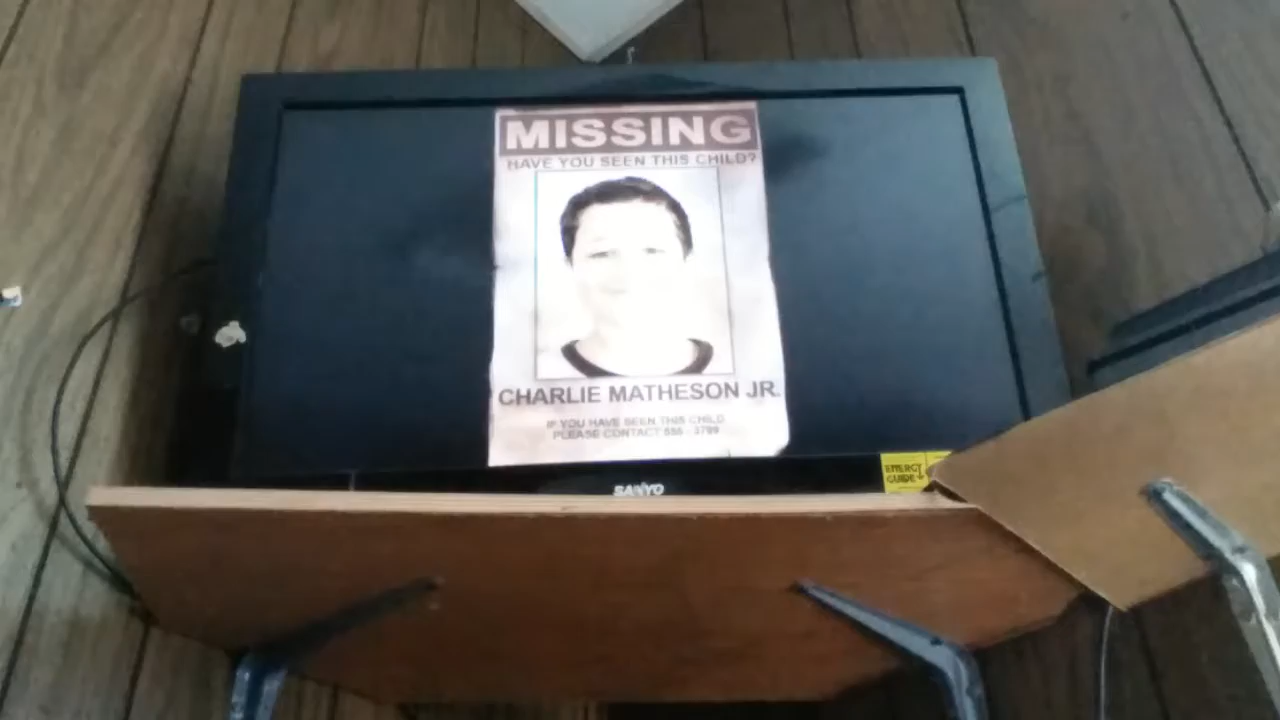 MISSING
HAVE YOU SEEN THIS CHILD?
CHARLIE MATHESON JR.
IF YOU HAVE SEEN THIS CHILD
PLEASE CONTACT
SANYO
ENERGY
GUIDE